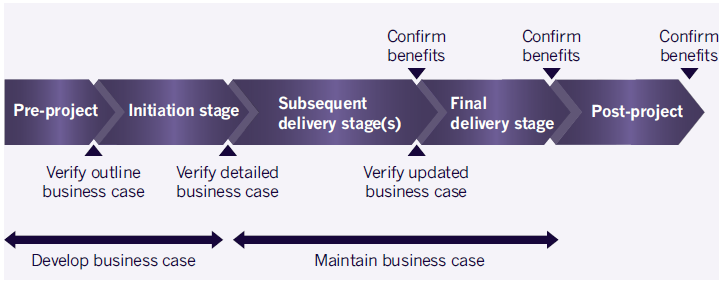 Confirm
benefits
Confirm
benefits
Confirm
benefits
Pre-project
Initiation stage
Subsequent
delivery stage(s)
Final
delivery stage
Post-project
Verify outline
business case
Verify detailed
business case
Verify updated
business case
Develop business case
Maintain business case